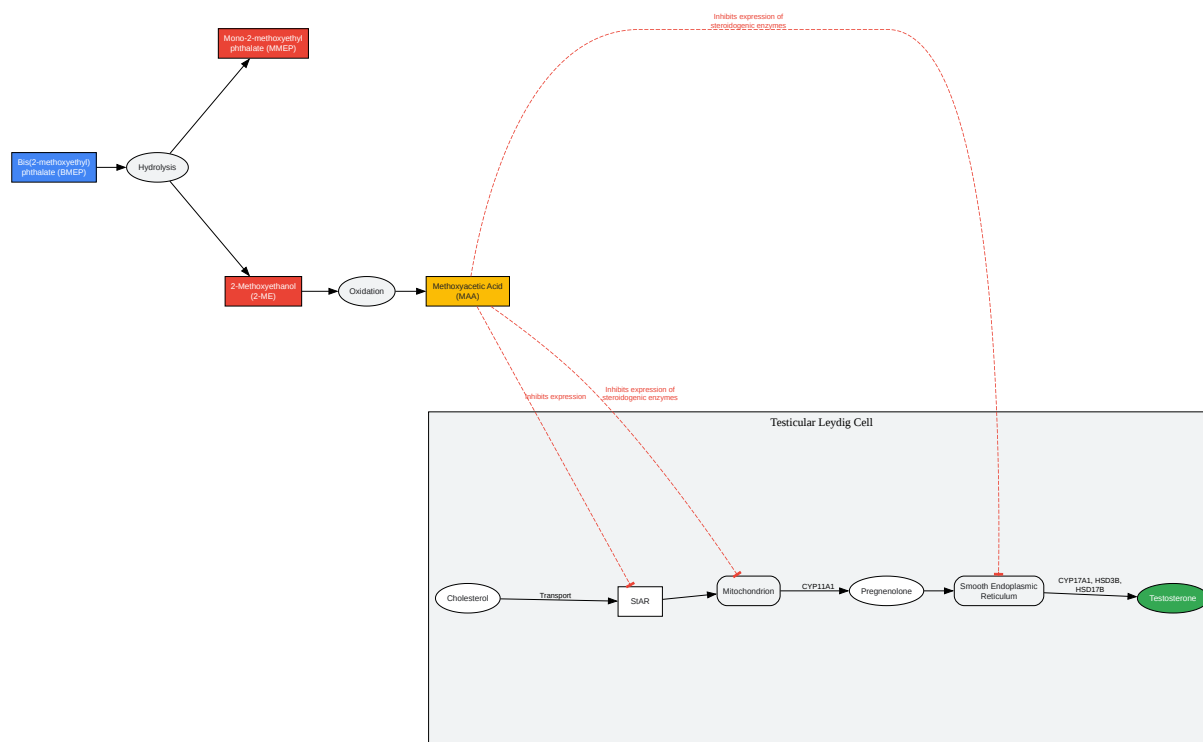 Inhibits expression of
steroidogenic enzymes
Mono-2-methoxyethyl
phthalate (MMEP)
Bis(2-methoxyethyl)
phthalate (BMEP)
Hydrolysis
2-Methoxyethanol
(2-ME)
Oxidation
Methoxyacetic Acid
(MAA)
Inhibits expression
Inhibits expression of
steroidogenic enzymes
Testicular Leydig Cell
Cholesterol
Transport
StAR
Mitochondrion
CYP11A1
Pregnenolone
Smooth Endoplasmic
Reticulum
CYP17A1, HSD3B,
HSD17B
Testosterone